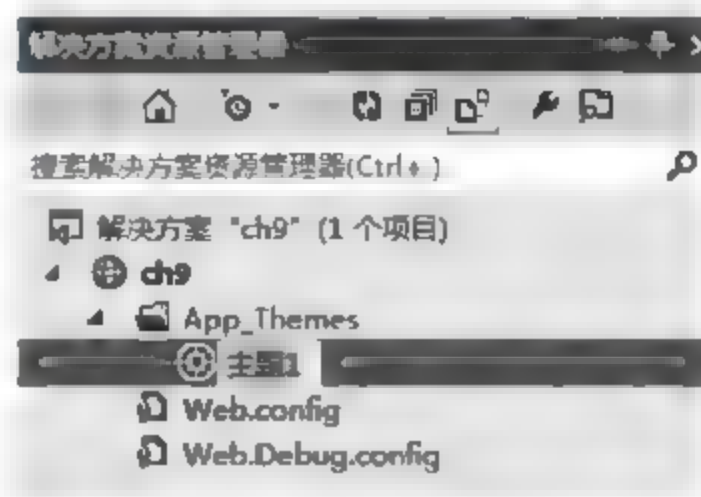 解决方案资源管理器
搜索解决方案资源管理器(Ctrl+)
解决方案 "ch9" (1 个项目)
ch9
App_Themes
主题1
Web.config
Web.Debug.config